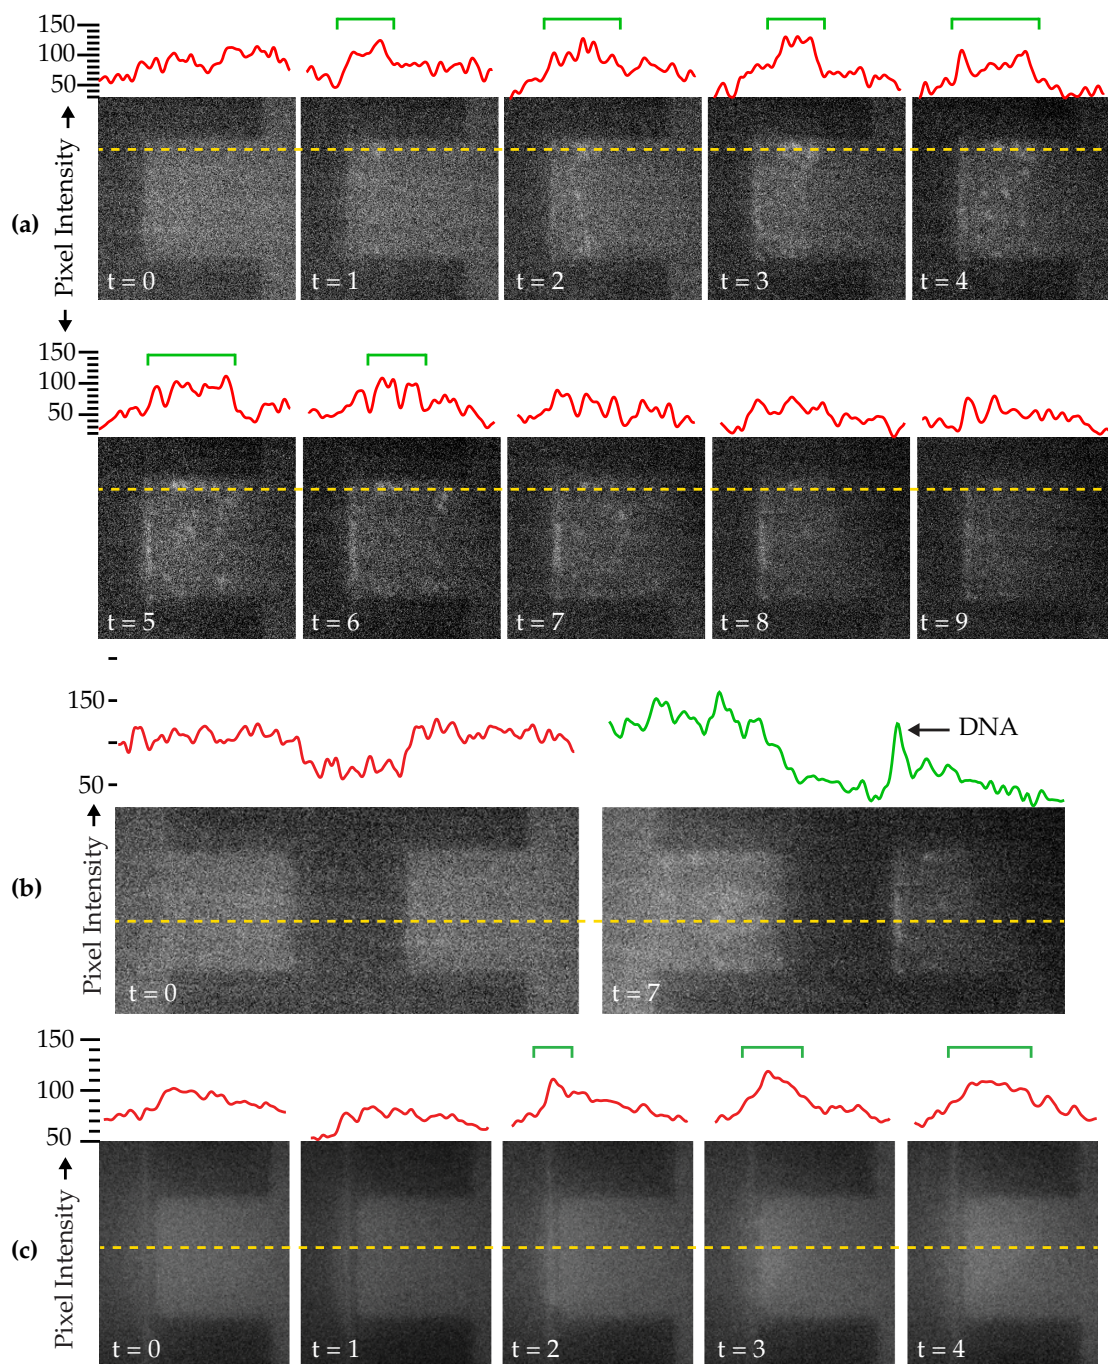 150
100
50
Pixel Intensity
(a)
t = 0
t = 1
t = 2
t = 3
t = 4
150
100
50
t = 5
t = 6
t = 7
t = 8
t = 9
150
50
DNA
Pixel Intensity
(b)
t = 0
t = 7
150
100
50
Pixel Intensity
(c)
t = 0
t = 1
t = 2
t = 3
t = 4